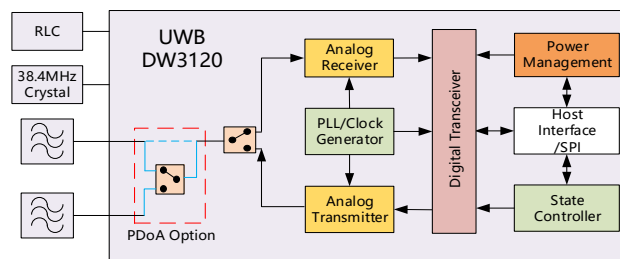 RLC
38.4MHz
Crystal
UWB
DW3120
PDoA Option
Analog
Receiver
PLL/Clock
Generator
Analog
Transmitter
Digital Transceiver
Power
Management
Host
Interface
/SPI
State
Controller